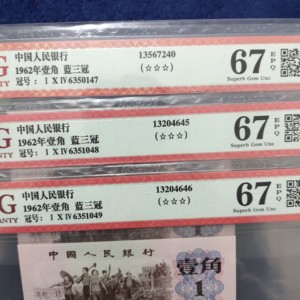 G
ANTY
中国人民银行
1962年壹角 蓝三冠
冠号: Ⅰ Ⅹ Ⅳ 6351047
13567240
(☆☆☆)
67 EPQ
Superb Gem Unc
G
ANTY
中国人民银行
1962年壹角 蓝三冠
冠号: Ⅰ Ⅹ Ⅳ 6351048
13204645
(☆☆☆)
67 EPQ
Superb Gem Unc
G
ANTY
中国人民银行
1962年壹角 蓝三冠
冠号: Ⅰ Ⅹ Ⅳ 6351049
13204646
(☆☆☆)
67 EPQ
Superb Gem Unc
中国人民银行
壹角
1